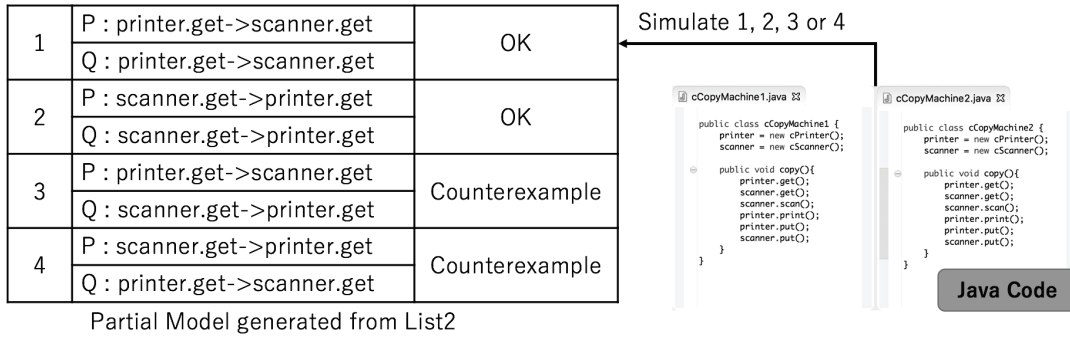 1
P : printer.get->scanner.get
OK
Q : printer.get->scanner.get
2
P : scanner.get->printer.get
OK
Q : scanner.get->printer.get
3
P : printer.get->scanner.get
Counterexample
Q : scanner.get->printer.get
4
P : scanner.get->printer.get
Counterexample
Q : printer.get->scanner.get
Partial Model generated from List2
Simulate 1, 2, 3 or 4
cCopyMachine1.java
public class cCopyMachine1 {
printer = new cPrinter();
scanner = new cScanner();
public void copy(){
printer.get();
scanner.get();
scanner.scan();
printer.print();
printer.put();
scanner.put();
}
}
cCopyMachine2.java
public class cCopyMachine2 {
printer = new cPrinter();
scanner = new cScanner();
public void copy(){
printer.get();
scanner.get();
scanner.scan();
printer.print();
printer.put();
scanner.put();
}
}
Java Code